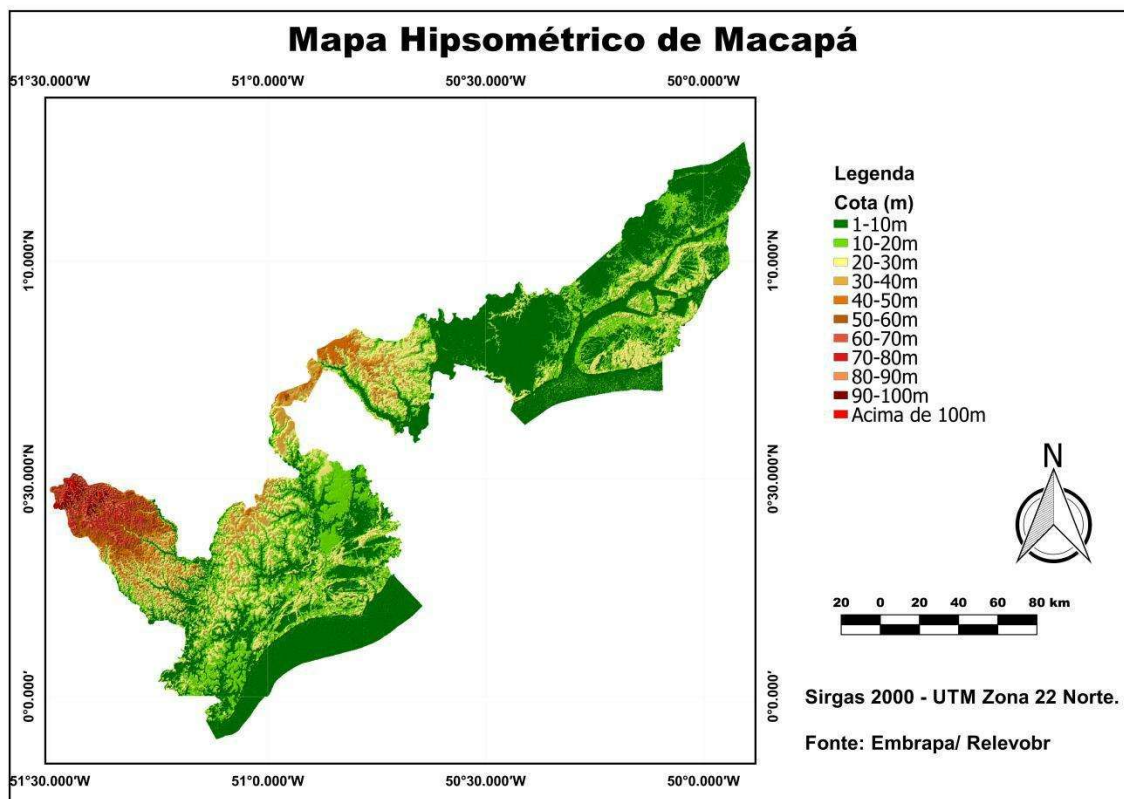 Mapa Hipsométrico de Macapá
51°30.000'W 51°0.000'W 50°30.000'W 50°0.000'W
1°0.000'N
0°30.000'N
0°0.000'
1°0.000'N
0°30.000'N
0°0.000'
51°30.000'W 51°0.000'W 50°30.000'W 50°0.000'W
Legenda
Cota (m)
1-10m
10-20m
20-30m
30-40m
40-50m
50-60m
60-70m
70-80m
80-90m
90-100m
Acima de 100m
N
20 0 20 40 60 80 km
Sirgas 2000 - UTM Zona 22 Norte.
Fonte: Embrapa/ Relevobr